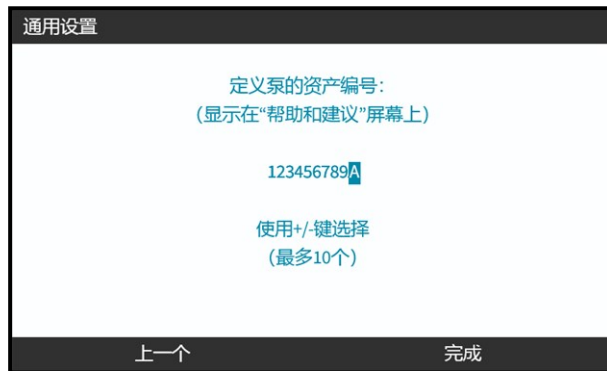 通用设置
定义泵的资产编号：
（显示在“帮助和建议”屏幕上）
123456789A
使用+/-键选择
（最多10个）
上一个 完成